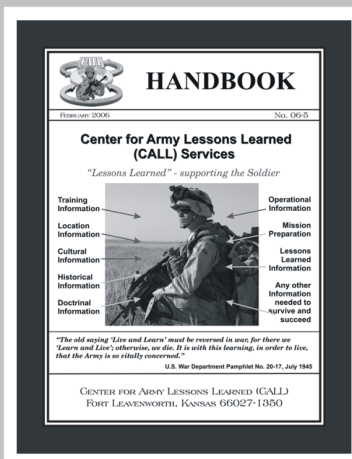 CALL
HANDBOOK
FEBRUARY 2006 No. 06-5
Center for Army Lessons Learned
(CALL) Services
"Lessons Learned" - supporting the Soldier
Training
Information
Location
Information
Cultural
Information
Historical
Information
Doctrinal
Information
Operational
Information
Mission
Preparation
Lessons
Learned
Information
Any other
Information
needed to
survive and
succeed
"The old saying 'Live and Learn' must be reversed in war, for there we
'Learn and Live'; otherwise, we die. It is with this learning, in order to live,
that the Army is so vitally concerned."
U.S. War Department Pamphlet No. 20-17, July 1945
CENTER FOR ARMY LESSONS LEARNED (CALL)
FORT LEAVENWORTH, KANSAS 66027-1350